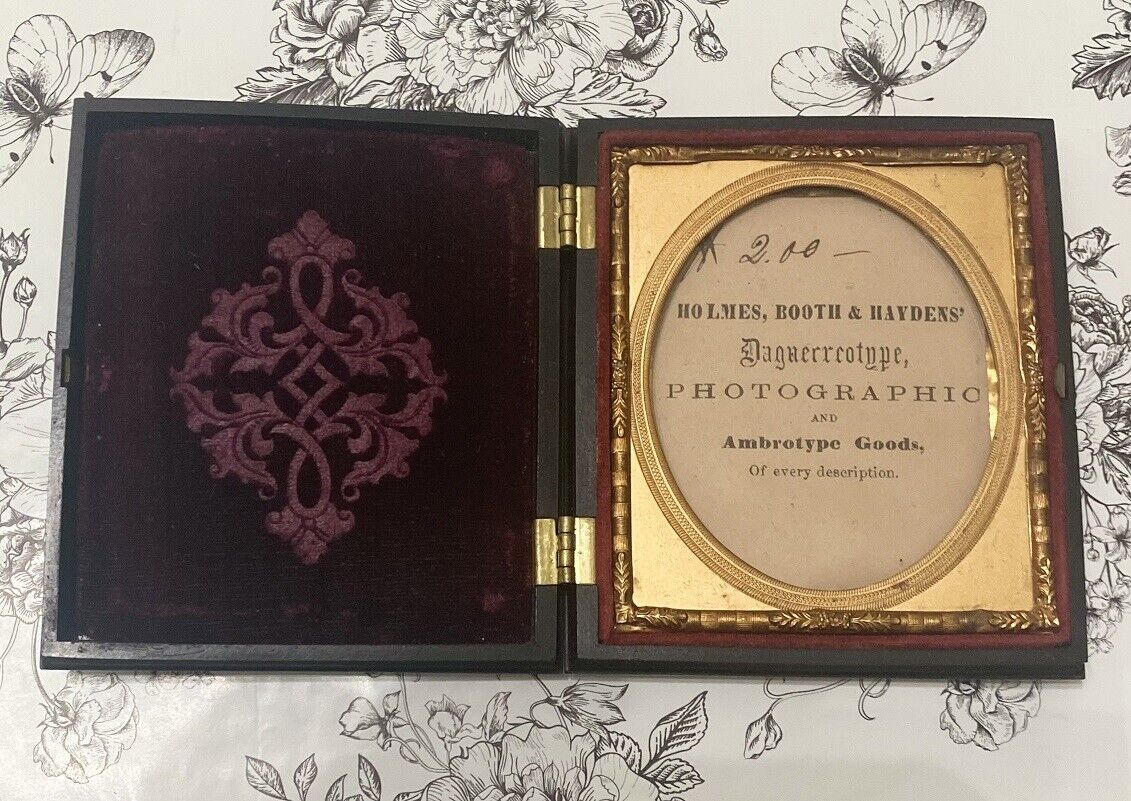 2.00 —
HOLMES, BOOTH & HAYDENS'
Daguerreotype,
PHOTOGRAPHIC
AND
Ambrotype Goods,
Of every description.